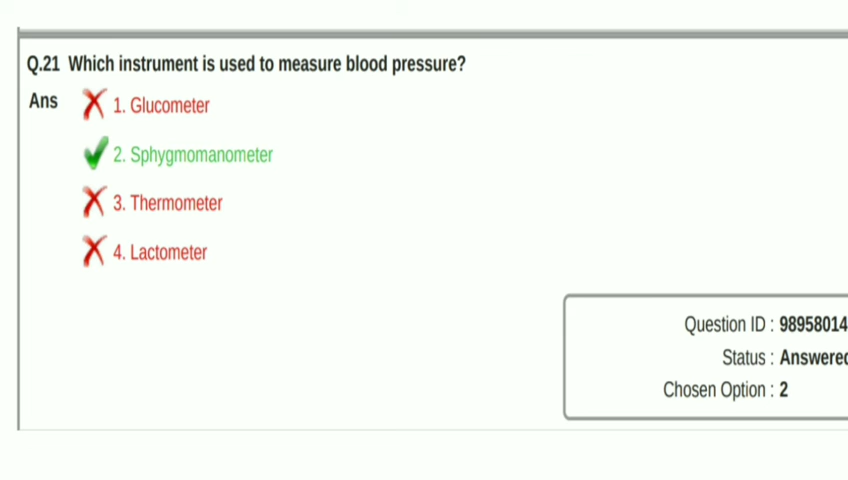 Q.21 Which instrument is used to measure blood pressure?
Ans 1. Glucometer
2. Sphygmomanometer
3. Thermometer
4. Lactometer
Question ID : 98958014
Status : Answered
Chosen Option : 2